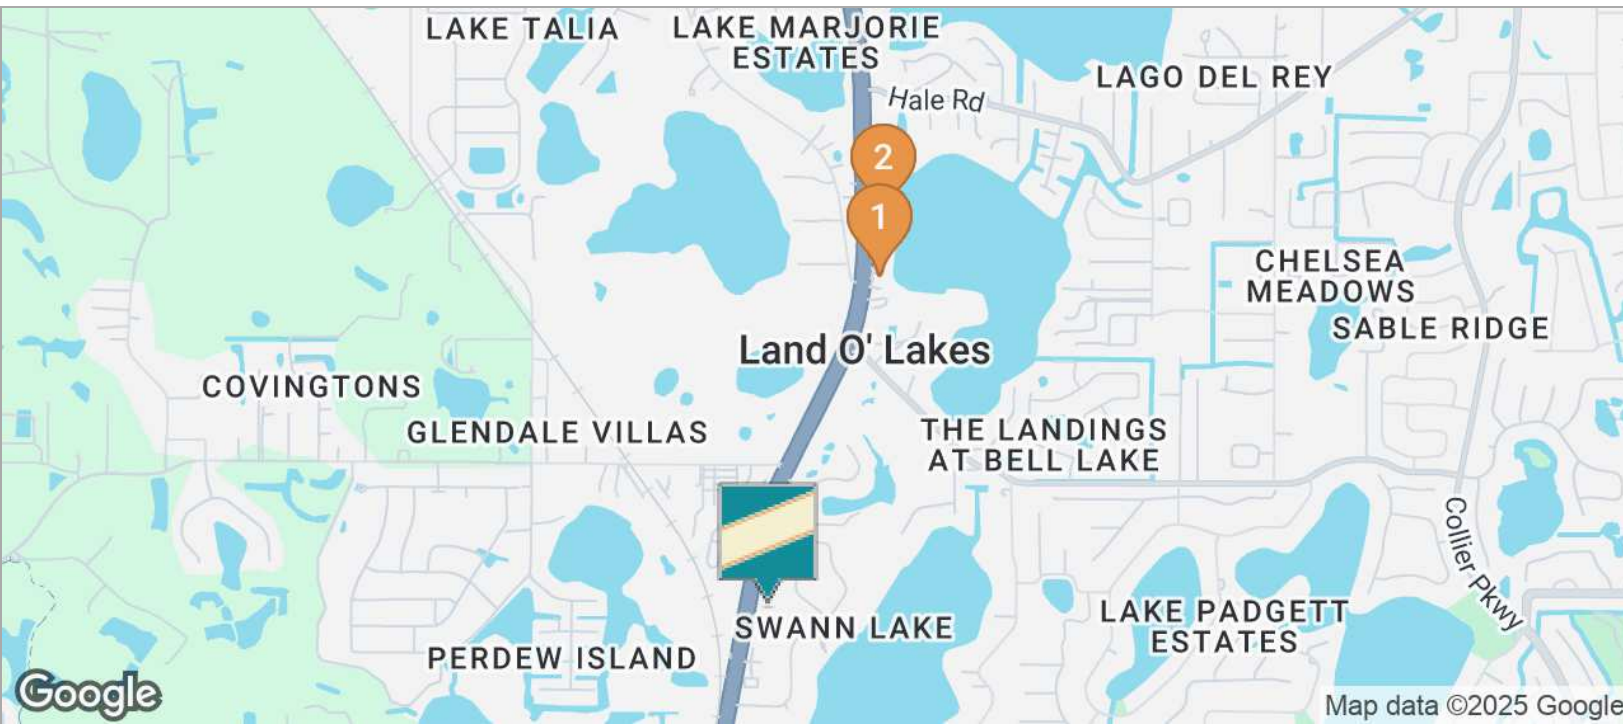 LAKE TALIA
LAKE MARJORIE
ESTATES
LAGO DEL REY
Hale Rd
2
1
CHELSEA
MEADOWS
SABLE RIDGE
Land O' Lakes
COVINGTONS
GLENDALE VILLAS
THE LANDINGS
AT BELL LAKE
Collier Pkwy
LAKE PADGETT
ESTATES
SWANN LAKE
PERDEW ISLAND
Google
Map data ©2025 Google